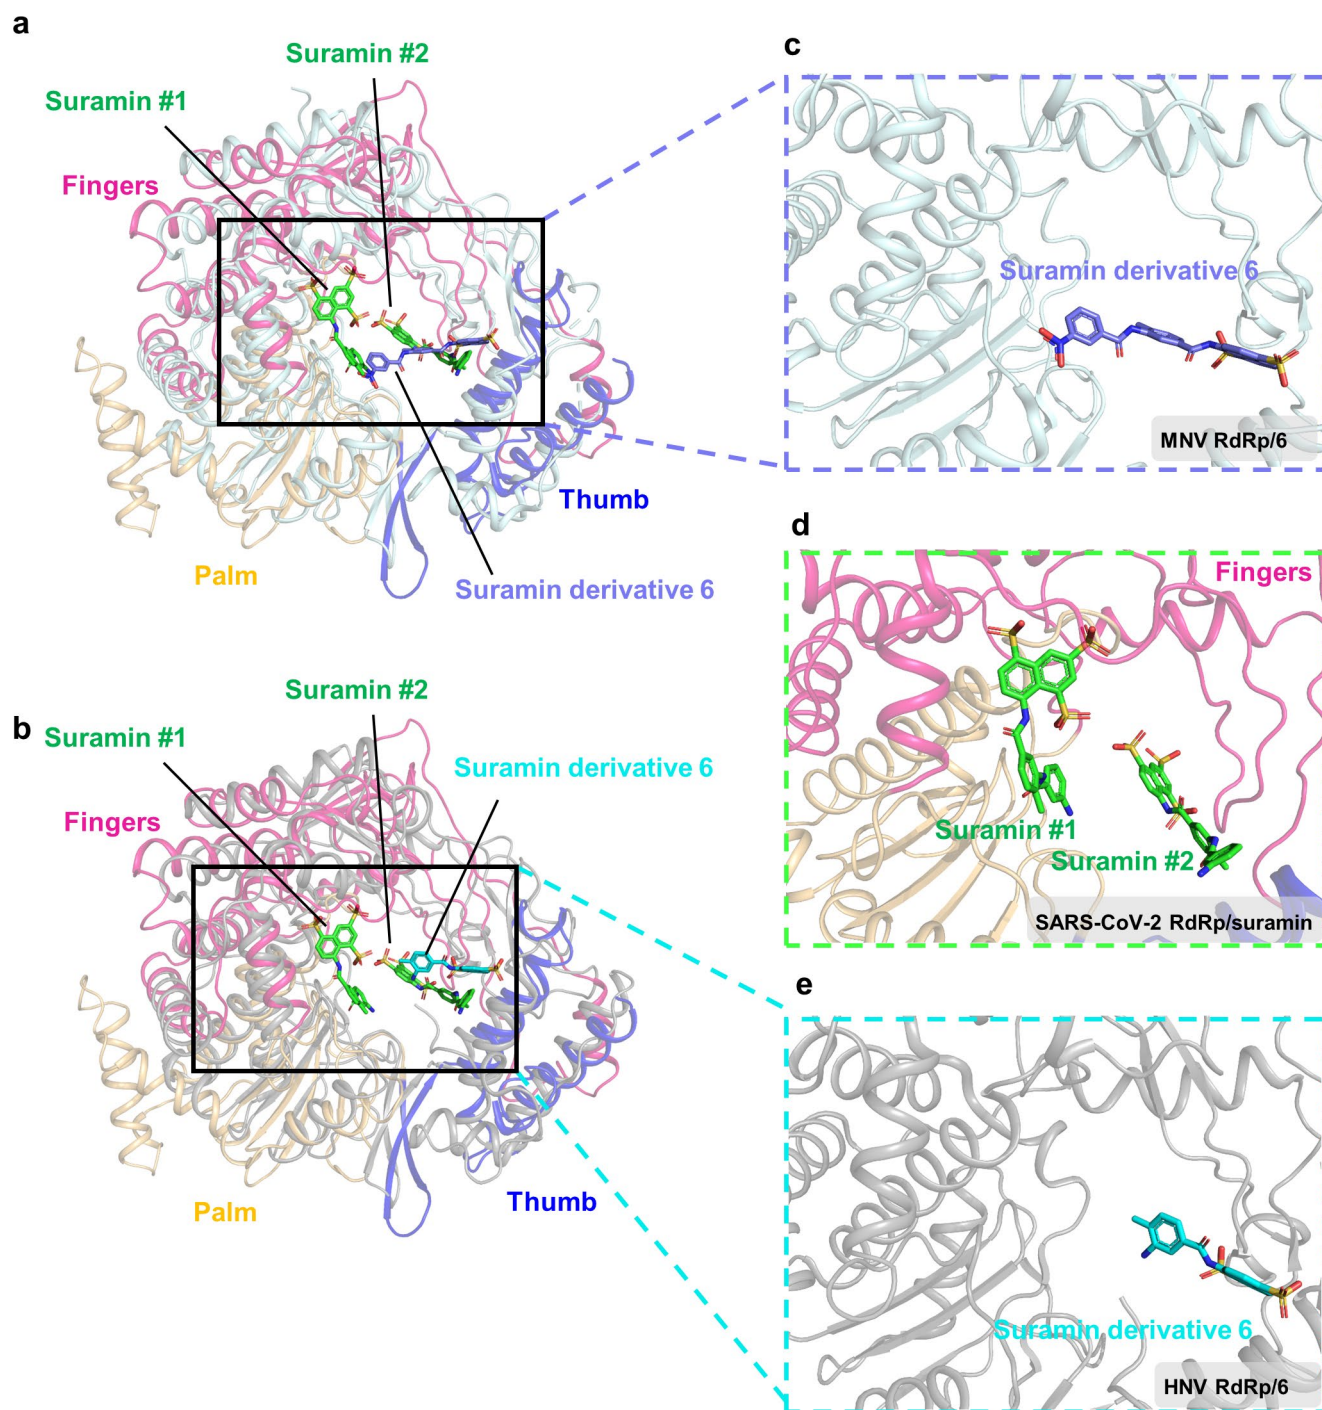 a
Suramin #2
Suramin #1
Fingers
Thumb
Palm
Suramin derivative 6
b
Suramin #2
Suramin #1
Suramin derivative 6
Fingers
Palm
Thumb
c
Suramin derivative 6
MNV RdRp/6
d
Fingers
Suramin #1
Suramin #2
SARS-CoV-2 RdRp/suramin
e
Suramin derivative 6
HNV RdRp/6